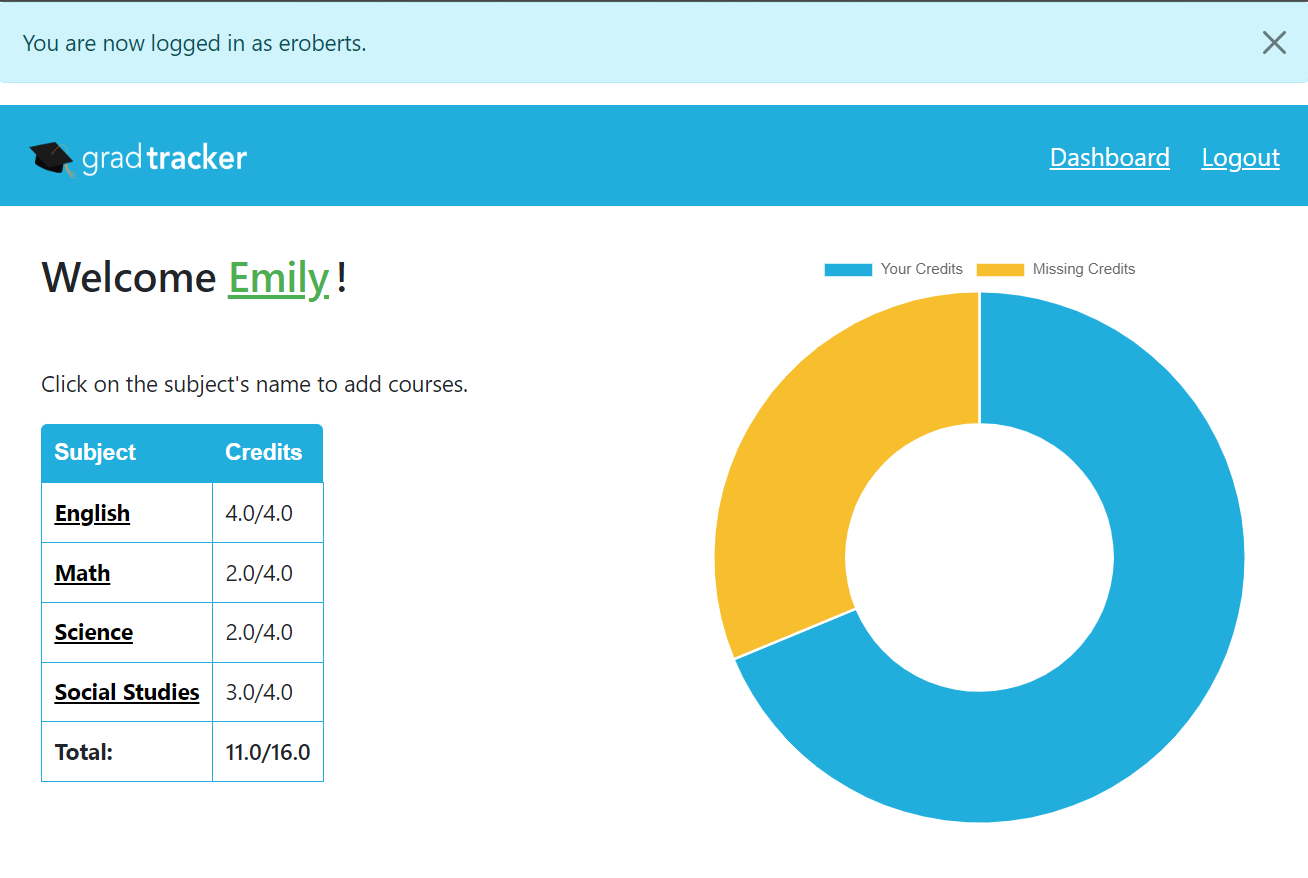 You are now logged in as eroberts.
grad tracker
Dashboard Logout
Welcome Emily !
Your Credits Missing Credits
Click on the subject's name to add courses.
Subject Credits
English 4.0/4.0
Math 2.0/4.0
Science 2.0/4.0
Social Studies 3.0/4.0
Total: 11.0/16.0